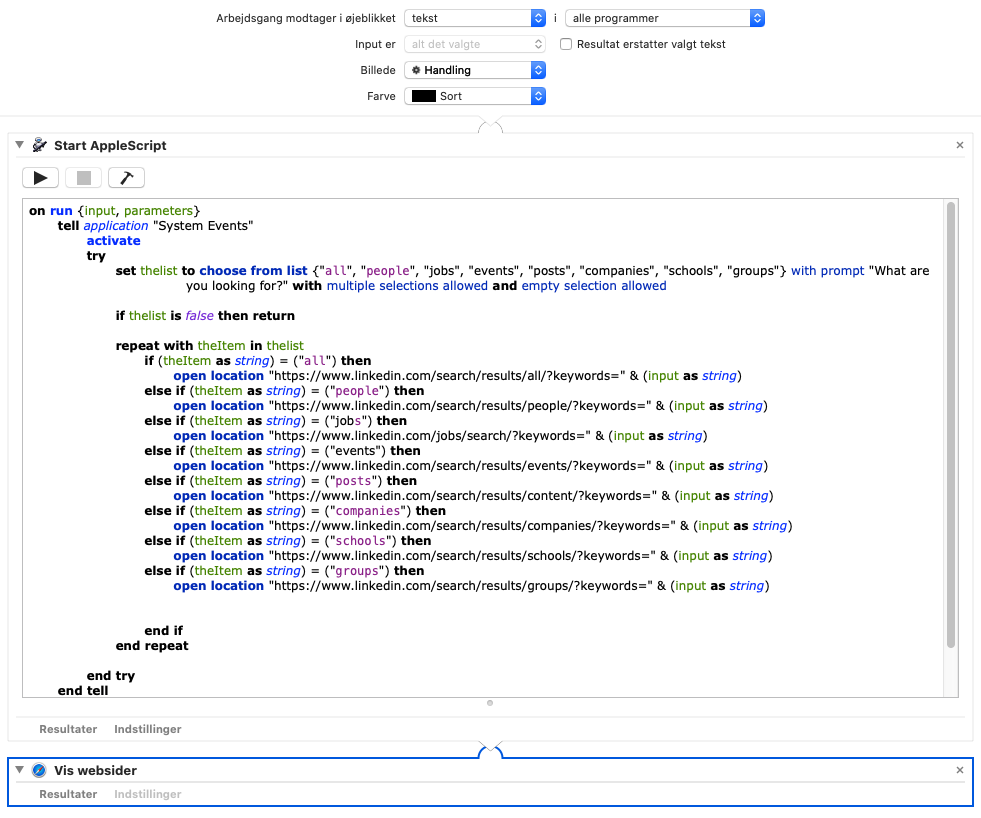 Arbejdsgang modtager i øjeblikket tekst i alle programmer
Input er alt det valgte Resultat erstatter valgt tekst
Billede Handling
Farve Sort
Start AppleScript
on run {input, parameters}
tell application "System Events"
activate
try
set thelist to choose from list {"all", "people", "jobs", "events", "posts", "companies", "schools", "groups"} with prompt "What are
you looking for?" with multiple selections allowed and empty selection allowed
if thelist is false then return
repeat with theItem in thelist
if (theItem as string) = ("all") then
open location "https://www.linkedin.com/search/results/all/?keywords=" & (input as string)
else if (theItem as string) = ("people") then
open location "https://www.linkedin.com/search/results/people/?keywords=" & (input as string)
else if (theItem as string) = ("jobs") then
open location "https://www.linkedin.com/jobs/search/?keywords=" & (input as string)
else if (theItem as string) = ("events") then
open location "https://www.linkedin.com/search/results/events/?keywords=" & (input as string)
else if (theItem as string) = ("posts") then
open location "https://www.linkedin.com/search/results/content/?keywords=" & (input as string)
else if (theItem as string) = ("companies") then
open location "https://www.linkedin.com/search/results/companies/?keywords=" & (input as string)
else if (theItem as string) = ("schools") then
open location "https://www.linkedin.com/search/results/schools/?keywords=" & (input as string)
else if (theItem as string) = ("groups") then
open location "https://www.linkedin.com/search/results/groups/?keywords=" & (input as string)
end if
end repeat
end try
end tell
Resultater Indstillinger
Vis websider
Resultater Indstillinger